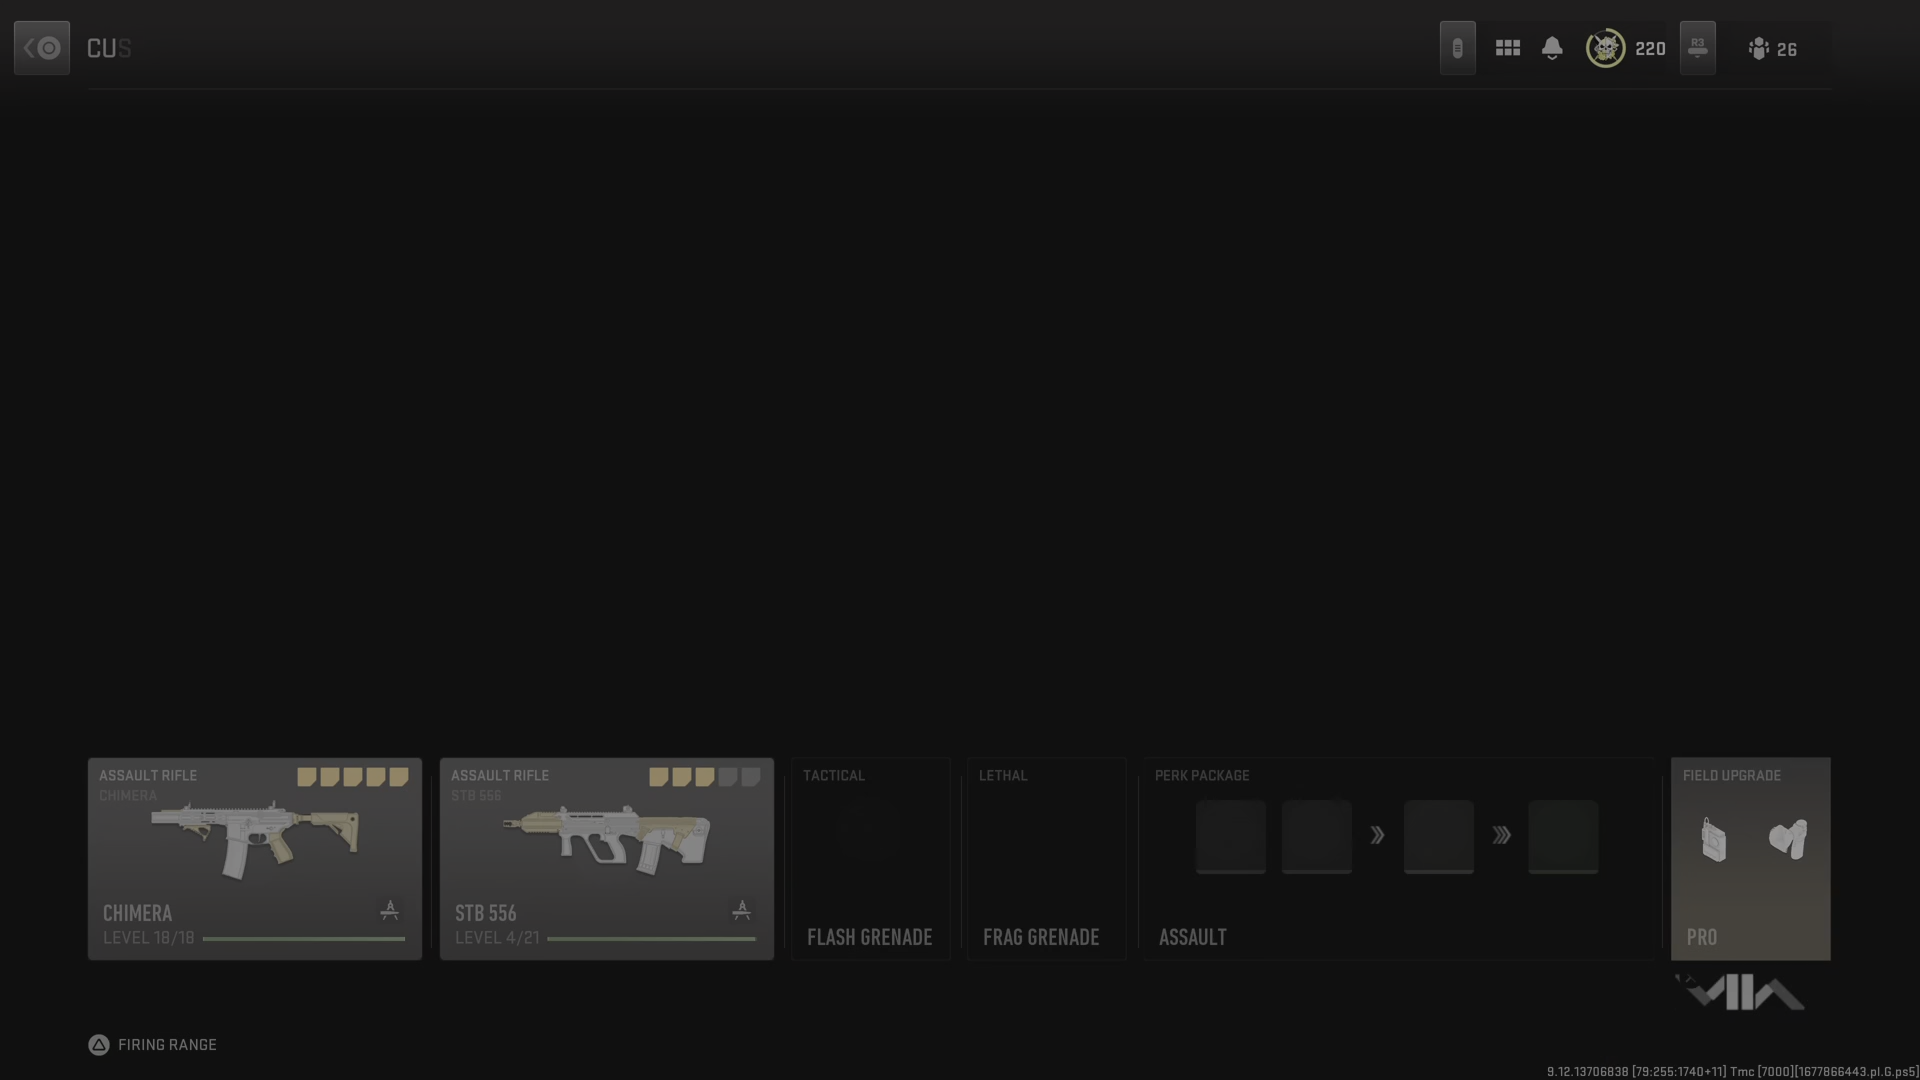 CUS
220
R3
26
ASSAULT RIFLE
CHIMERA
CHIMERA
LEVEL 18/18
ASSAULT RIFLE
STB 556
STB 556
LEVEL 4/21
TACTICAL
FLASH GRENADE
LETHAL
FRAG GRENADE
PERK PACKAGE
ASSAULT
FIELD UPGRADE
PRO
FIRING RANGE
9.12.13706838 [79:255:1740+11] Tmc [7000][1677866443.pl.G.ps5]